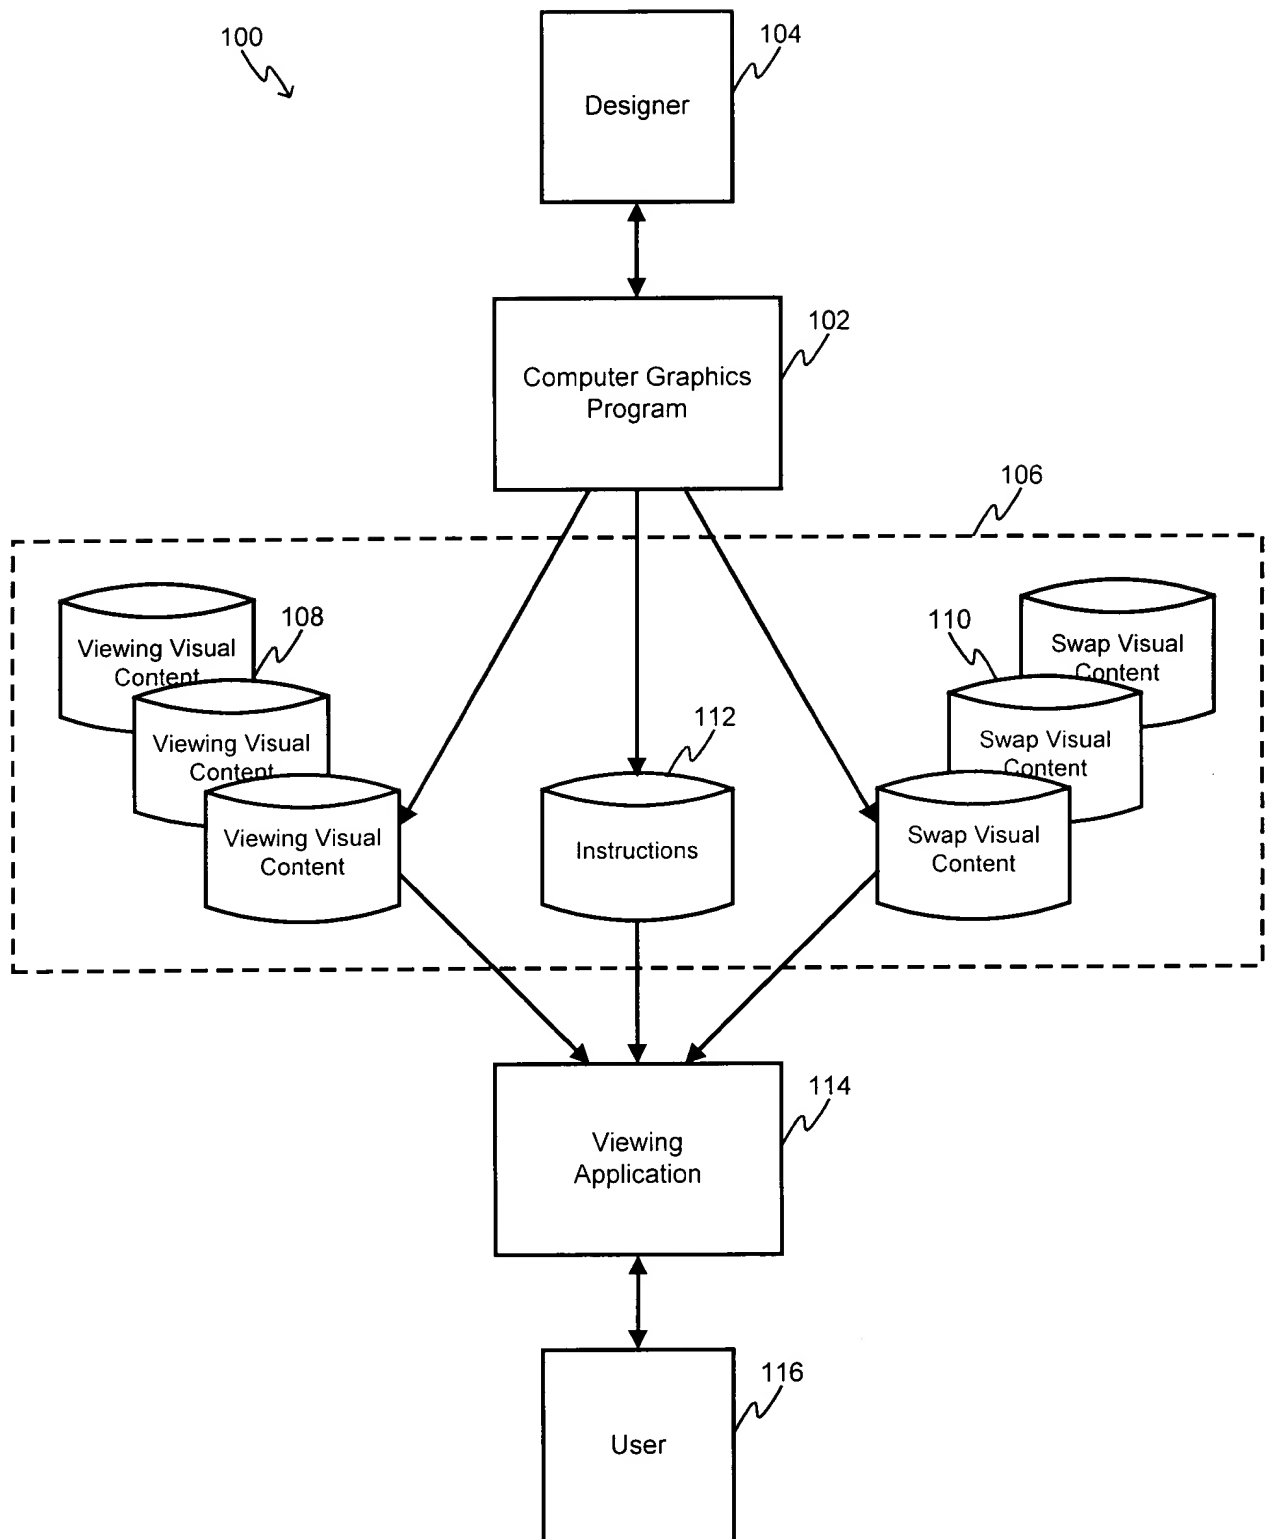 100
104
Designer
102
Computer Graphics
Program
106
108
Viewing Visual
Content
Viewing Visual
Content
Viewing Visual
Content
112
Instructions
110
Swap Visual
Content
Swap Visual
Content
Swap Visual
Content
114
Viewing
Application
116
User